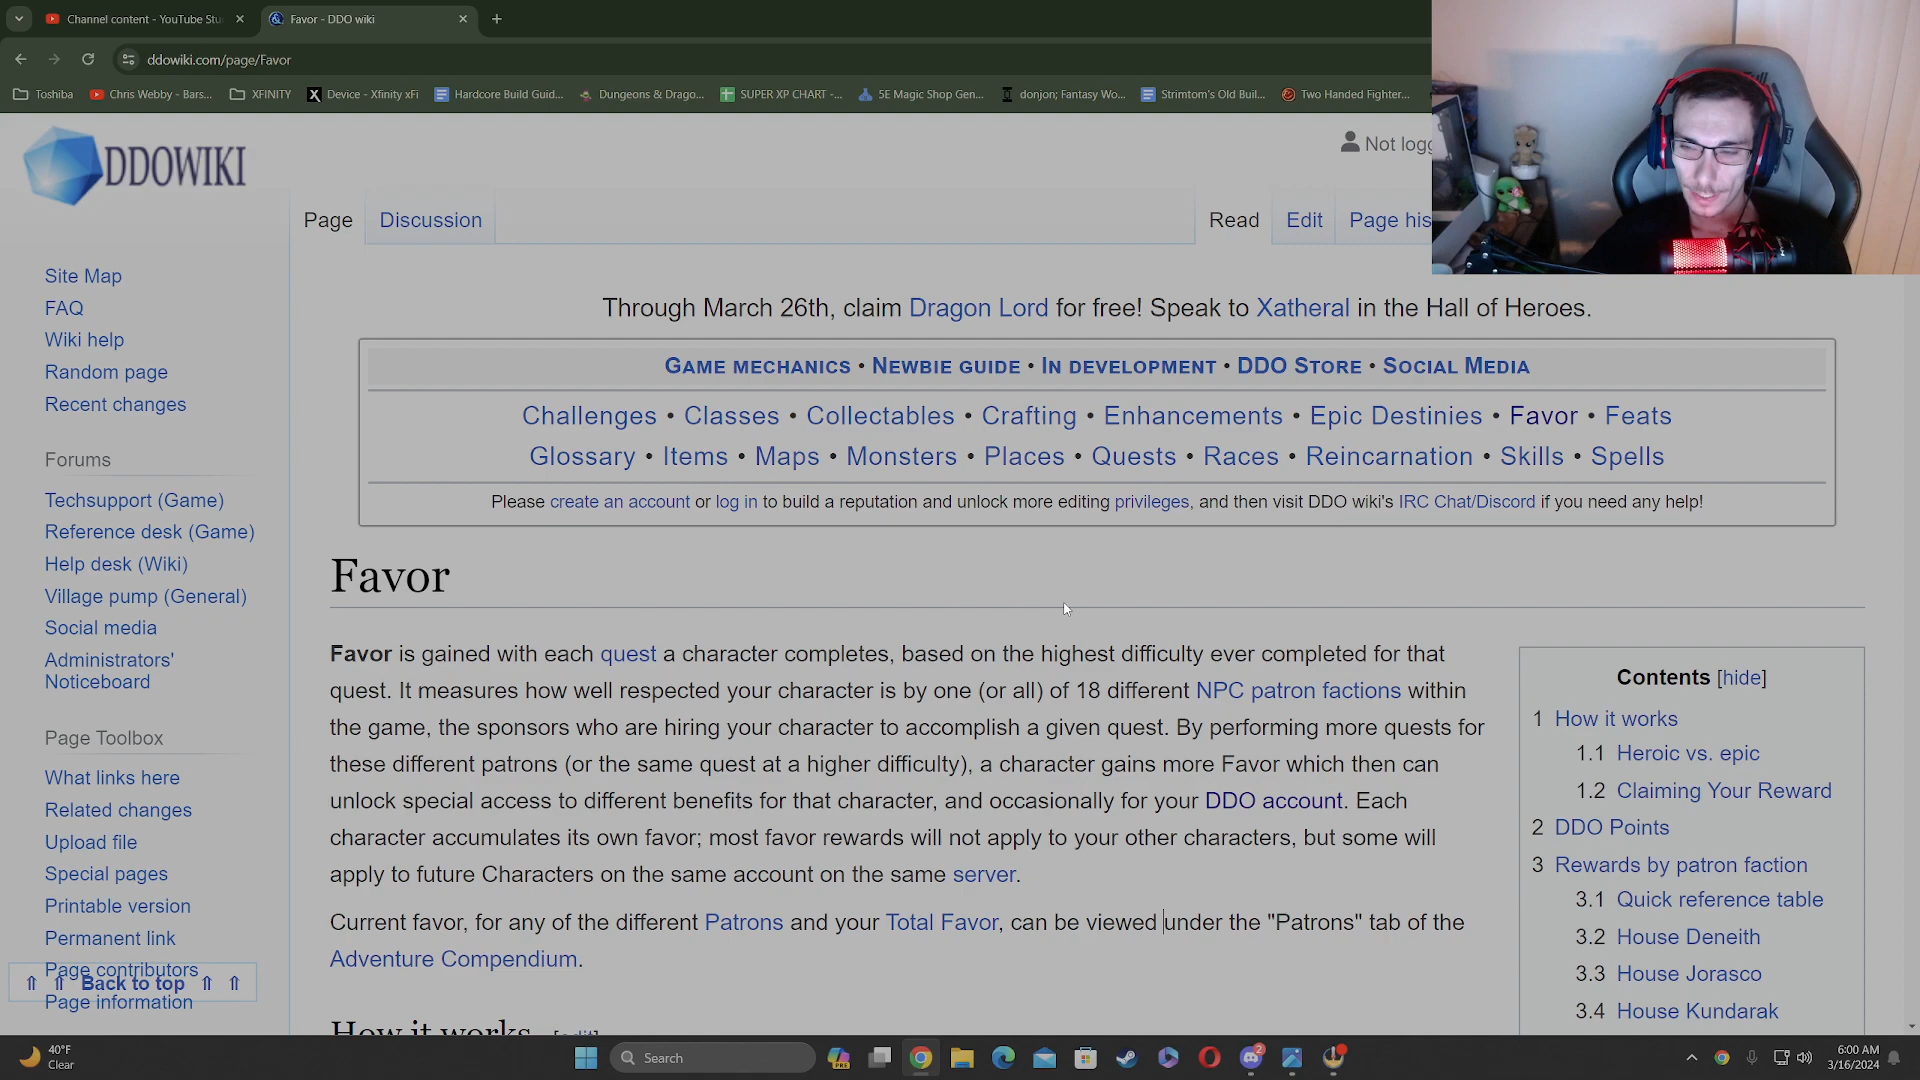 Channel content - YouTube Stu
Favor - DDO wiki
ddowiki.com/page/Favor
Toshiba
Chris Webby - Bars...
XFINITY
Device - Xfinity xFi
Hardcore Build Guid...
Dungeons & Drago...
SUPER XP CHART -...
5E Magic Shop Gen...
donjon; Fantasy Wo...
Strimtom's Old Buil...
Two Handed Fighter...
DDOWIKI
Not logg
Page
Discussion
Read
Edit
Page his
Site Map
FAQ
Wiki help
Random page
Recent changes
Forums
Techsupport (Game)
Reference desk (Game)
Help desk (Wiki)
Village pump (General)
Social media
Administrators'
Noticeboard
Page Toolbox
What links here
Related changes
Upload file
Special pages
Printable version
Permanent link
Page contributors
⇑ ⇑ Back to top ⇑ ⇑
Page information
Through March 26th, claim Dragon Lord for free! Speak to Xatheral in the Hall of Heroes.
GAME MECHANICS • NEWBIE GUIDE • IN DEVELOPMENT • DDO STORE • SOCIAL MEDIA
Challenges • Classes • Collectables • Crafting • Enhancements • Epic Destinies • Favor • Feats
Glossary • Items • Maps • Monsters • Places • Quests • Races • Reincarnation • Skills • Spells
Please create an account or log in to build a reputation and unlock more editing privileges, and then visit DDO wiki's IRC Chat/Discord if you need any help!
Favor
Favor is gained with each quest a character completes, based on the highest difficulty ever completed for that
quest. It measures how well respected your character is by one (or all) of 18 different NPC patron factions within
the game, the sponsors who are hiring your character to accomplish a given quest. By performing more quests for
these different patrons (or the same quest at a higher difficulty), a character gains more Favor which then can
unlock special access to different benefits for that character, and occasionally for your DDO account. Each
character accumulates its own favor; most favor rewards will not apply to your other characters, but some will
apply to future Characters on the same account on the same server.
Current favor, for any of the different Patrons and your Total Favor, can be viewed under the "Patrons" tab of the
Adventure Compendium.
How it works [edit]
Contents [hide]
1 How it works
1.1 Heroic vs. epic
1.2 Claiming Your Reward
2 DDO Points
3 Rewards by patron faction
3.1 Quick reference table
3.2 House Deneith
3.3 House Jorasco
3.4 House Kundarak
40°F
Clear
Search
PRE
2
6:00 AM
3/16/2024